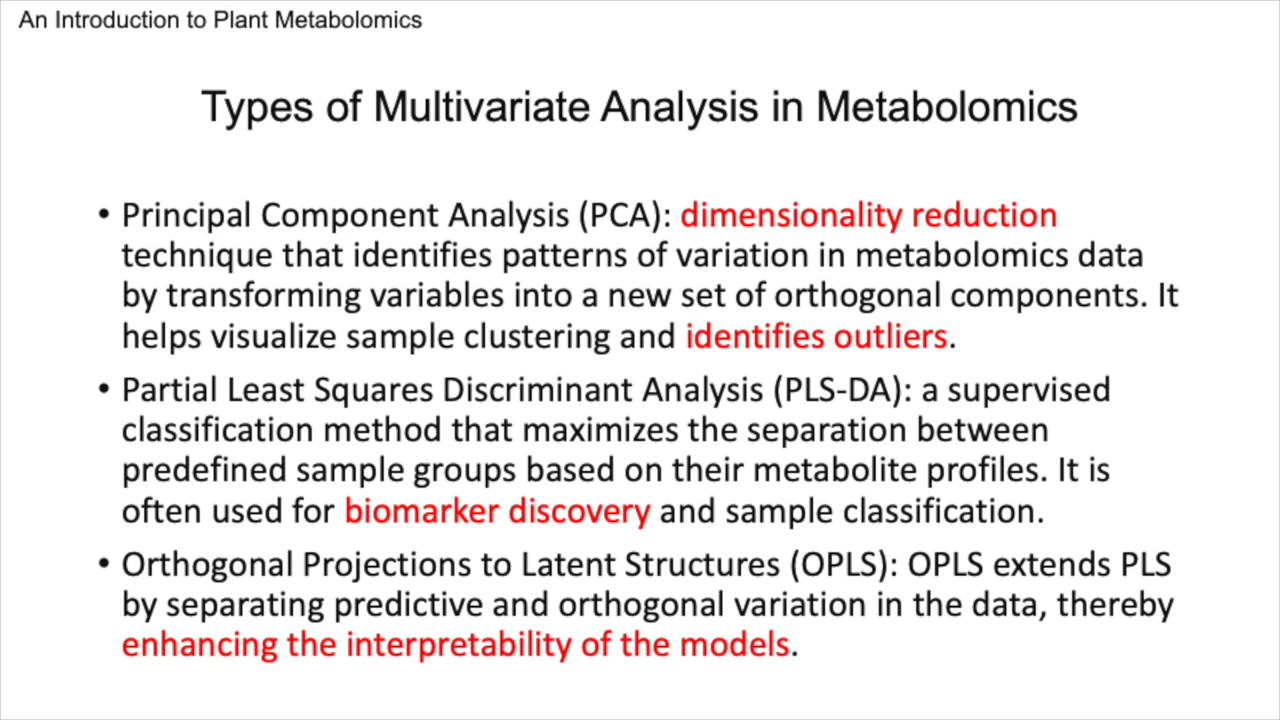 An Introduction to Plant Metabolomics
Types of Multivariate Analysis in Metabolomics
• Principal Component Analysis (PCA): dimensionality reduction
technique that identifies patterns of variation in metabolomics data
by transforming variables into a new set of orthogonal components. It
helps visualize sample clustering and identifies outliers.
• Partial Least Squares Discriminant Analysis (PLS-DA): a supervised
classification method that maximizes the separation between
predefined sample groups based on their metabolite profiles. It is
often used for biomarker discovery and sample classification.
• Orthogonal Projections to Latent Structures (OPLS): OPLS extends PLS
by separating predictive and orthogonal variation in the data, thereby
enhancing the interpretability of the models.